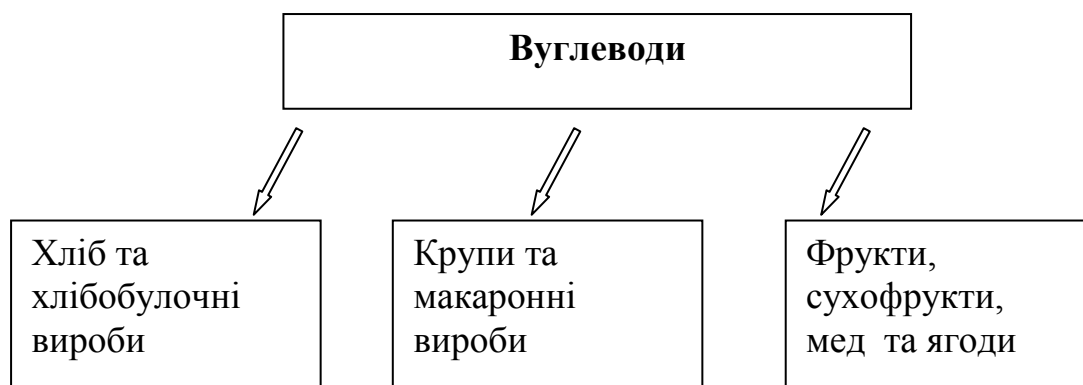 Вуглеводи
Хліб та
хлібобулочні
вироби
Крупи та
макаронні
вироби
Фрукти,
сухофрукти,
мед та ягоди